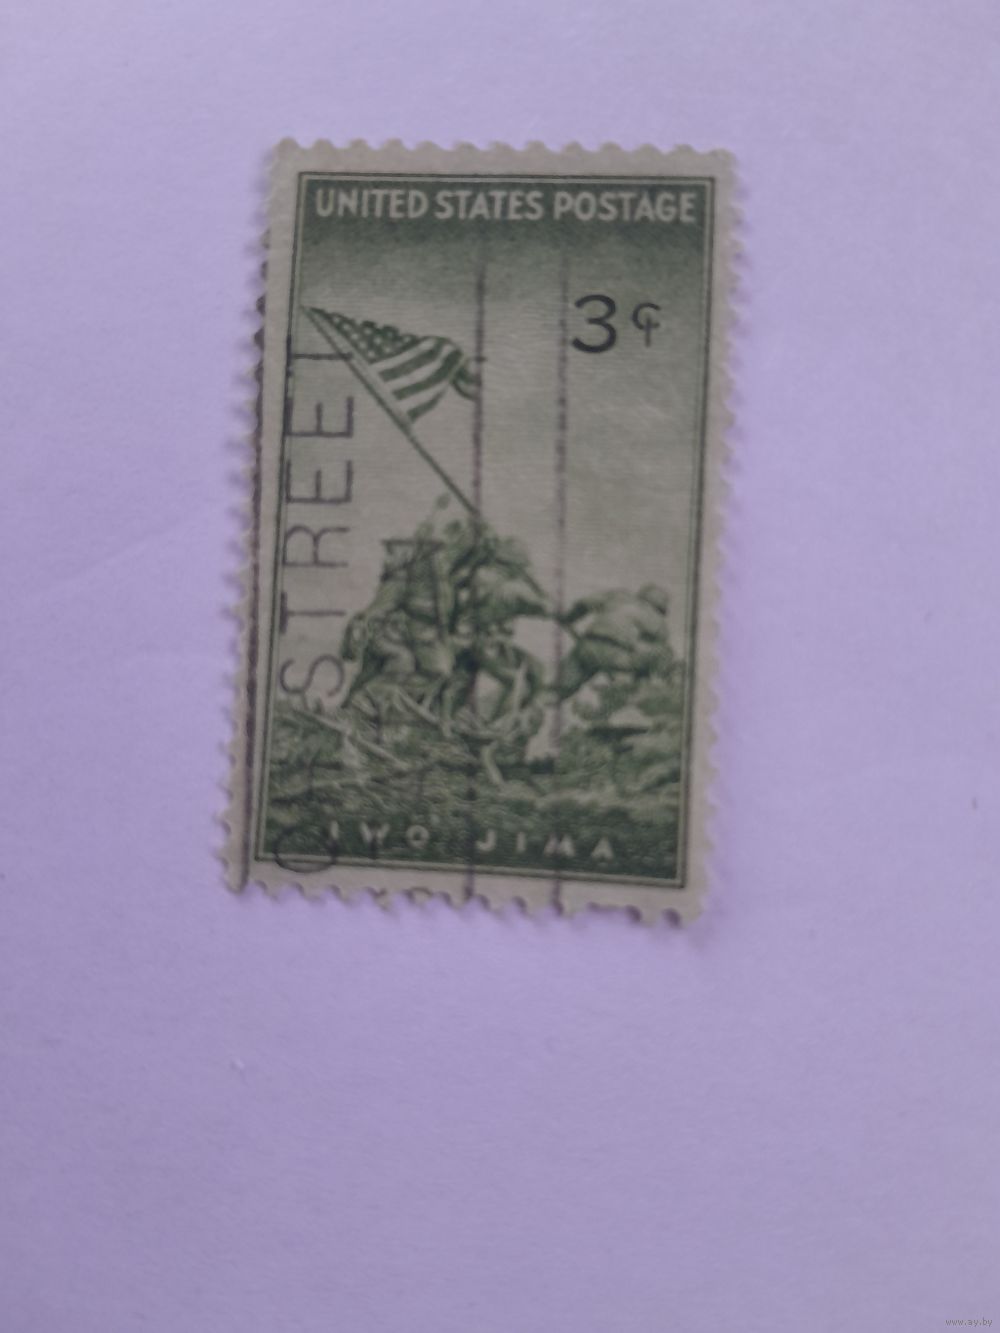 UNITED STATES POSTAGE
3¢
STREET
IWO JIMA
www.ay.by